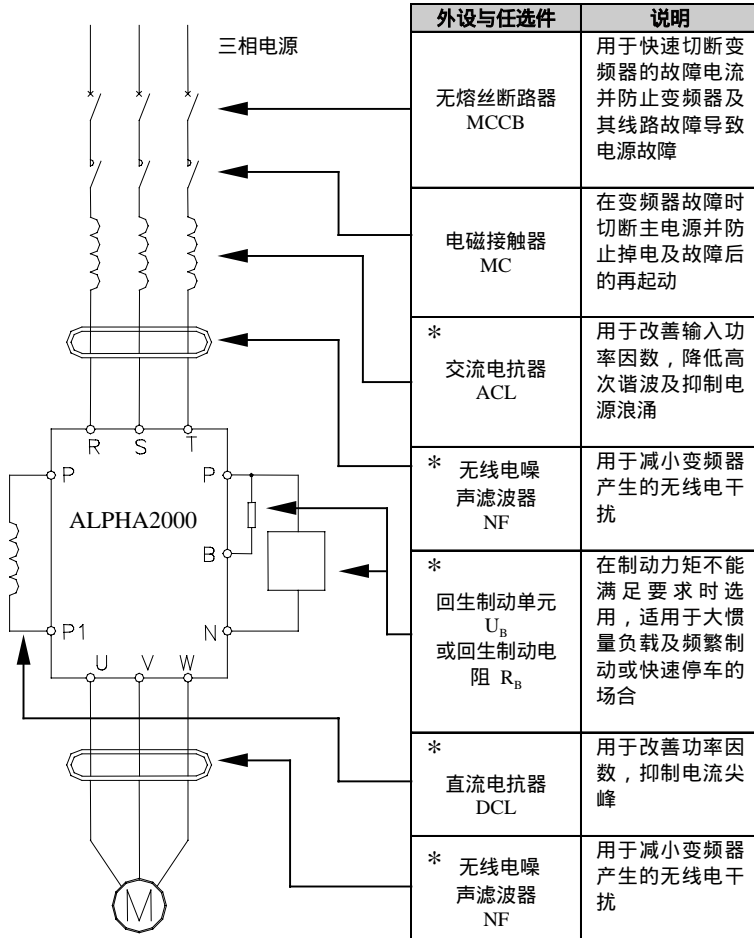 三相电源
R S T
P P
ALPHA2000
B
P1 N
U V W
M
外设与任选件 说明
无熔丝断路器
MCCB
用于快速切断变
频器的故障电流
并防止变频器及
其线路故障导致
电源故障
电磁接触器
MC
在变频器故障时
切断主电源并防
止掉电及故障后
的再起动
*
交流电抗器
ACL
用于改善输入功
率因数，降低高
次谐波及抑制电
源浪涌
* 无线电噪
声滤波器
NF
用于减小变频器
产生的无线电干
扰
*
回生制动单元
U_B
或回生制动电
阻 R_B
在制动力矩不能
满足要求时选
用，适用于大惯
量负载及频繁制
动或快速停车的
场合
*
直流电抗器
DCL
用于改善功率因
数，抑制电流尖
峰
* 无线电噪
声滤波器
NF
用于减小变频器
产生的无线电干
扰